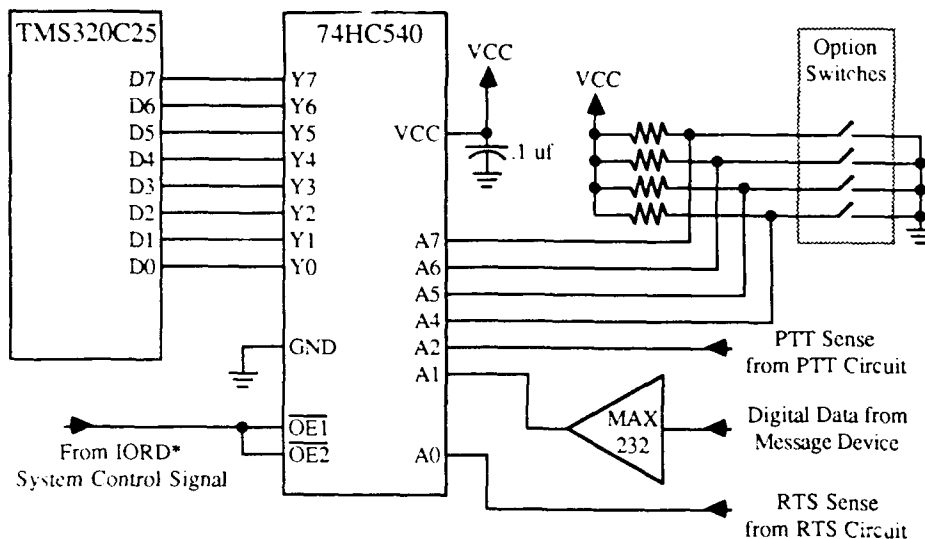 TMS320C25
74HC540
D7
D6
D5
D4
D3
D2
D1
D0
Y7
Y6
Y5
Y4
Y3
Y2
Y1
Y0
VCC
A7
A6
A5
A4
A2
A1
A0
GND
OE1
OE2
VCC
.1 uf
VCC
Option
Switches
PTT Sense
from PTT Circuit
MAX
232
Digital Data from
Message Device
RTS Sense
from RTS Circuit
From IORD*
System Control Signal